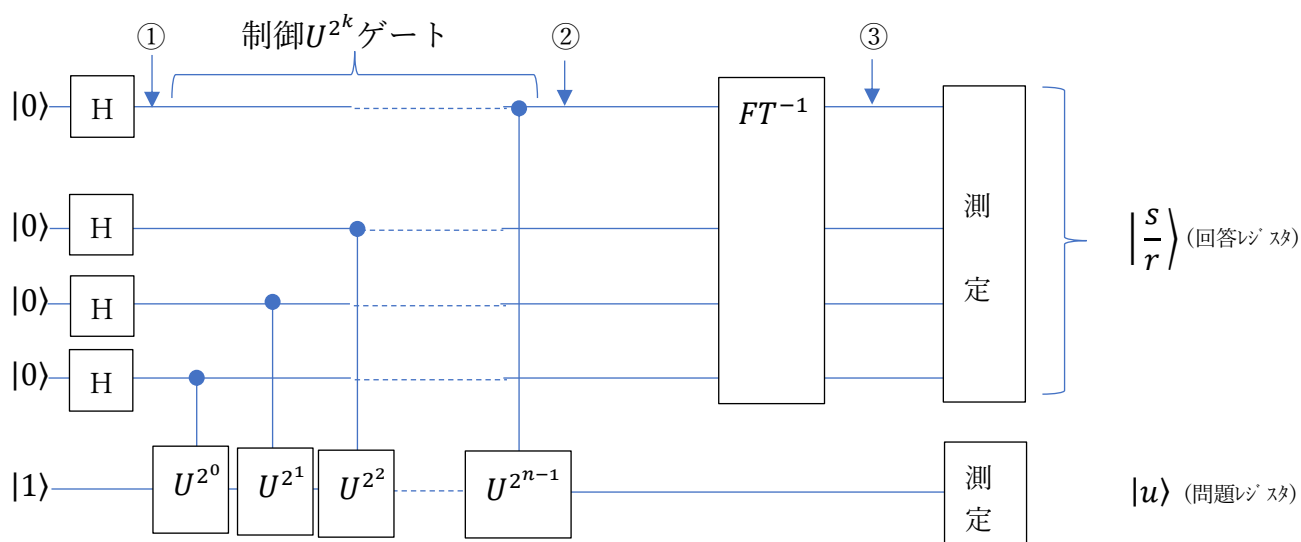 ① 制御U^{2^k}ゲート ② ③
|0⟩ H FT^{-1}
|0⟩ H 測
|s/r⟩ (回答レジスタ)
|0⟩ H 定
|0⟩ H
|1⟩ U^{2^0} U^{2^1} U^{2^2} U^{2^{n-1}} 測 |u⟩ (問題レジスタ)
定